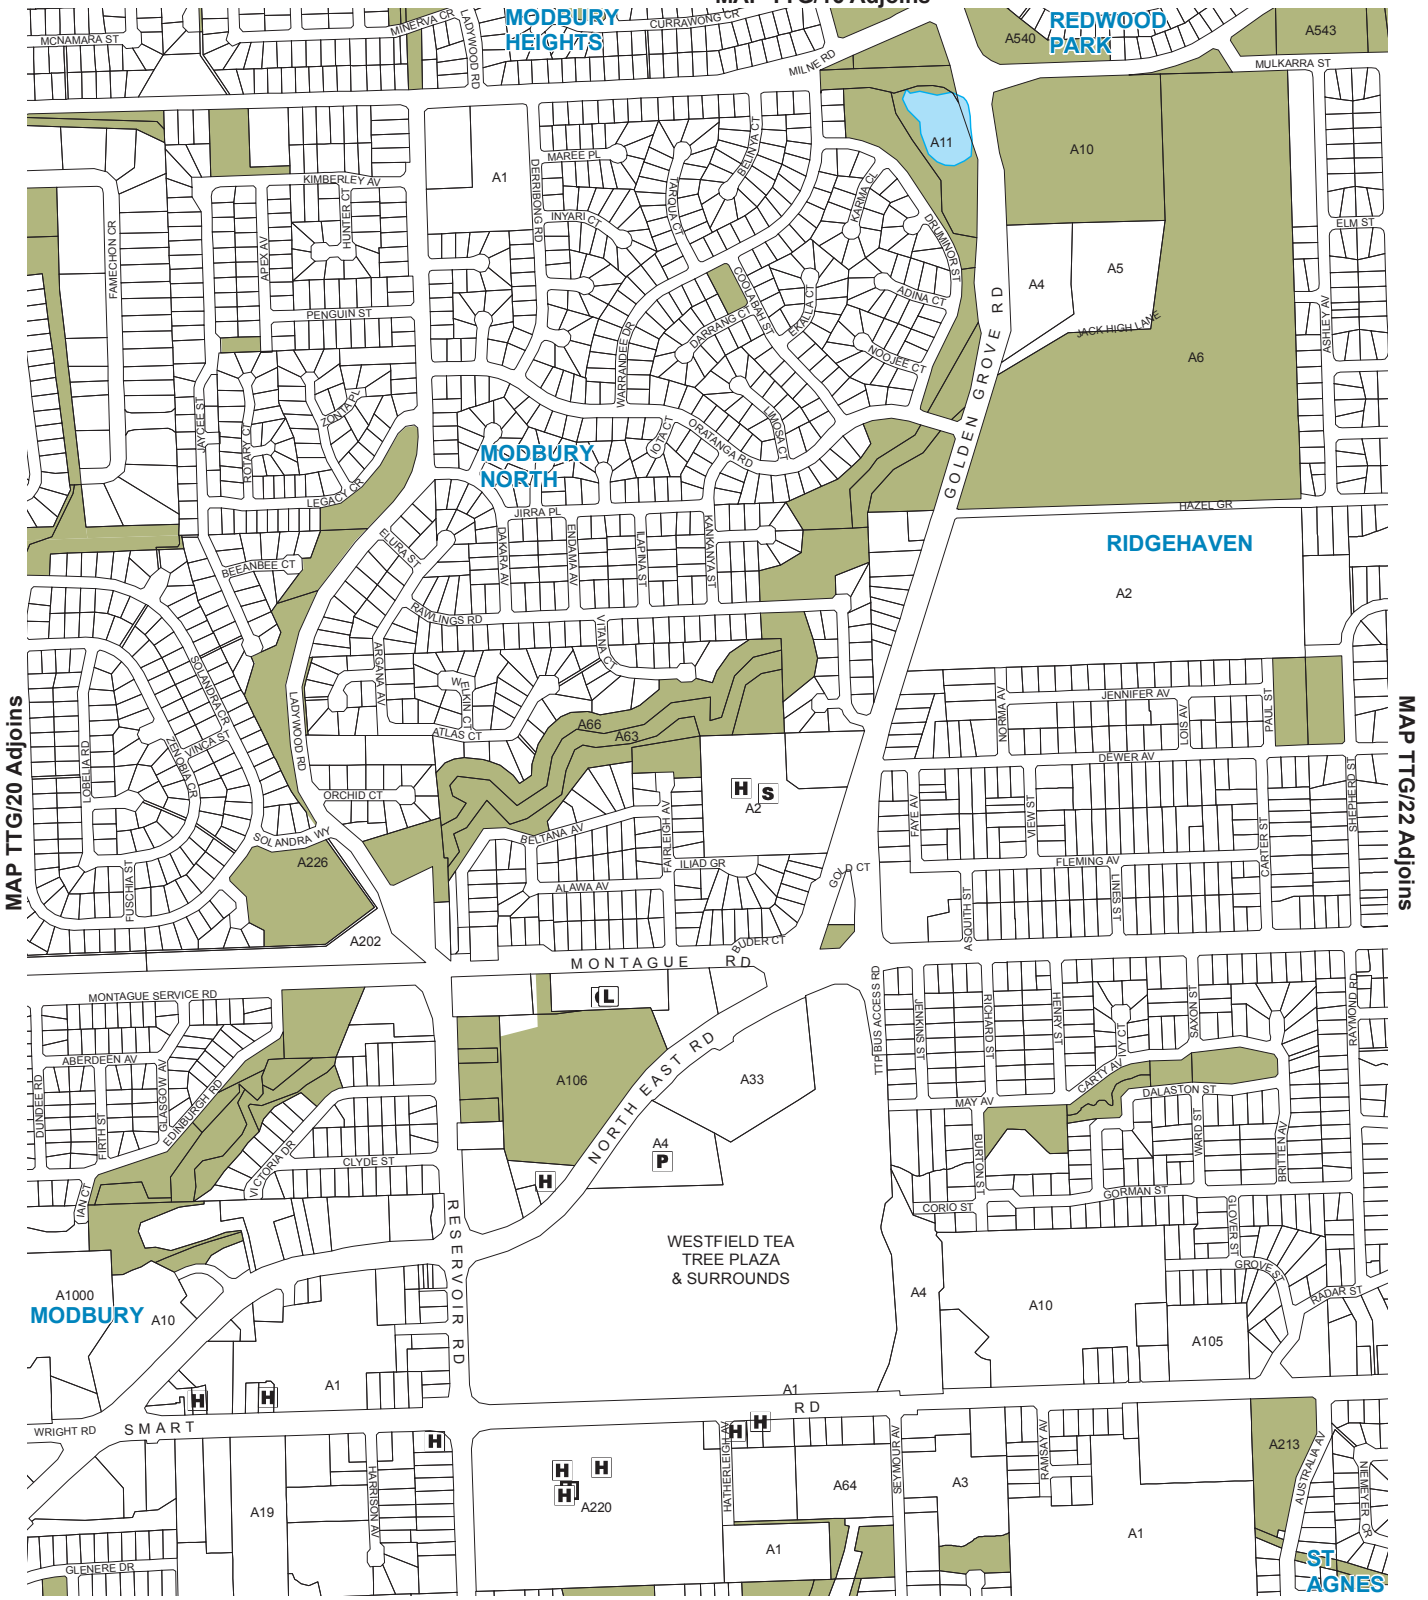 MODBURY
HEIGHTS
REDWOOD
PARK
MCNAMARA ST
MINERVA CR
LADYWOOD RD
CURRAWONG CR
MILNE RD
A540
A543
MULKARRA ST
A11
A10
A1
MAREE PL
DERRIBONG RD
TARQUA CT
BELINYA CT
KIMBERLEY AV
HUNTER CT
INYARI CT
KARMA CL
DRUMINOR ST
ELM ST
FAMECHON CR
APEX AV
PENGUIN ST
COOLABAH ST
EKALLA CT
ADINA CT
A4
A5
JACK HIGH LANE
ASHLEY AV
WARRANDEE DR
DARRANG CT
NOOJEE CT
A6
GOLDEN GROVE RD
JAYCEE ST
ROTARY CL
ZONTA PL
LIMOSA CT
IOTA CT
ORATANGA RD
MODBURY
NORTH
LEGACY CR
JIRRA PL
HAZEL GR
ELURA ST
DAKARA AV
ENDAMA AV
ILAPINA ST
KANKANYA ST
RIDGEHAVEN
BEEANBEE CT
A2
RAWLINGS RD
VITANA CT
ARGANA AV
SOLANDRA CR
WELKIN CT
ATLAS CT
LADYWOOD RD
A66
A63
NORMA AV
JENNIFER AV
LOIS AV
PAUL ST
MAP TTG/20 Adjoins
MAP TTG/22 Adjoins
LOBELIA RD
VINCA ST
ZENOBIA CR
ORCHID CT
DEWER AV
SHEPHERD ST
H
S
A2
FAYE AV
VIEW ST
CARTER ST
SOLANDRA WY
BELTANA AV
FAIRLEIGH AV
ILIAD GR
GOLD CT
FLEMING AV
A226
FUSCHIA ST
ALAWA AV
ASQUITH ST
LINES ST
A202
BUDER CT
MONTAGUE RD
MONTAGUE SERVICE RD
L
TTP BUS ACCESS RD
JENKINS ST
RICHARD ST
HENRY ST
IVY CT
SAXON ST
RAYMOND RD
ABERDEEN AV
DUNDEE RD
FIRTH ST
GLASGOW AV
EDINBURGH RD
A106
NORTH EAST RD
A33
CARTY AV
DALASTON ST
MAY AV
A4
P
BURTON ST
WARD ST
BRITTEN AV
VICTORIA DR
CLYDE ST
H
IAN CT
CORIO ST
GORMAN ST
GLOVER ST
RESERVOIR RD
WESTFIELD TEA
TREE PLAZA
& SURROUNDS
GROVE ST
RADAR ST
A1000
MODBURY
A10
A4
A10
A105
A1
H
H
A1
RD
WRIGHT RD
SMART
H
H
H
HATHERLEIGH AV
SEYMOUR AV
RAMSAY AV
A213
AUSTRALIA AV
NIEMEYER CR
HARRISON AV
H
H
H
A220
A64
A3
A19
A1
A1
GLENERE DR
ST
AGNES